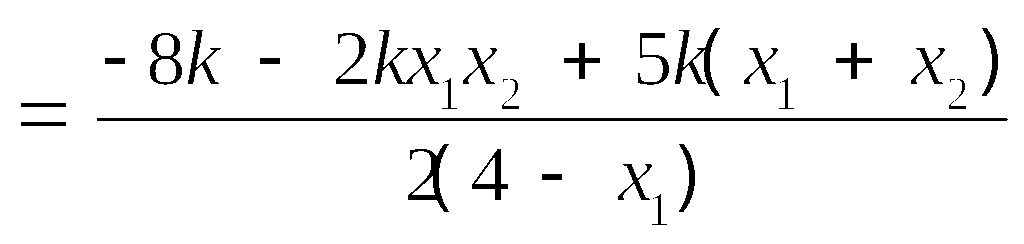 = \frac{-8k - 2kx_1x_2 + 5k(x_1 + x_2)}{2(4 - x_1)}